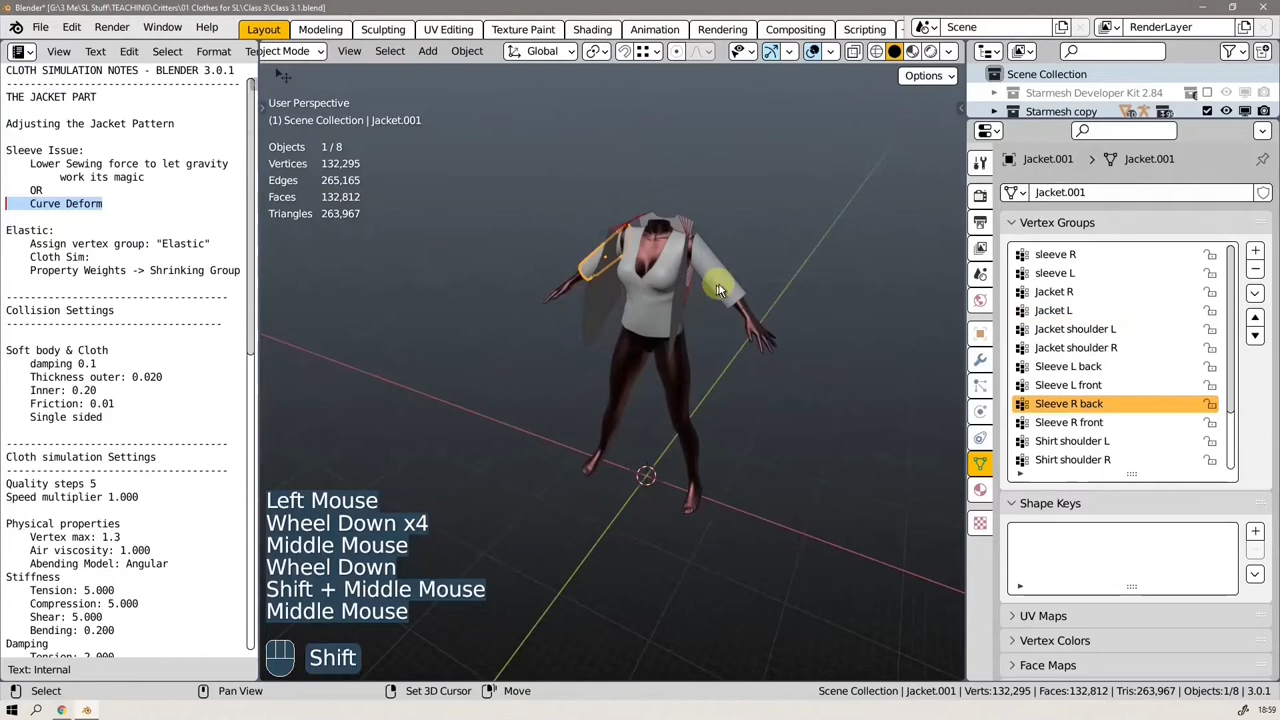 Blender* [G:\3 Me\SL Stuff\TEACHING\Critters\01 Clothes for SL\Class 3\Class 3.1.blend]
File Edit Render Window Help
Layout Modeling Sculpting UV Editing Texture Paint Shading Animation Rendering Compositing Scripting
Scene
RenderLayer
View Text Edit Select Format
bject Mode View Select Add Object
Global
Options
CLOTH SIMULATION NOTES - BLENDER 3.0.1
THE JACKET PART
Adjusting the Jacket Pattern
Sleeve Issue:
Lower Sewing force to let gravity
work its magic
OR
Curve Deform
Elastic:
Assign vertex group: "Elastic"
Cloth Sim:
Property Weights -> Shrinking Group
Collision Settings
Soft body & Cloth
damping 0.1
Thickness outer: 0.020
Inner: 0.20
Friction: 0.01
Single sided
Cloth simulation Settings
Quality steps 5
Speed multiplier 1.000
Physical properties
Vertex max: 1.3
Air viscosity: 1.000
Abending Model: Angular
Stiffness
Tension: 5.000
Compression: 5.000
Shear: 5.000
Bending: 0.200
Damping
Tension: 2.000
Text: Internal
User Perspective
(1) Scene Collection | Jacket.001
Objects 1 / 8
Vertices 132,295
Edges 265,165
Faces 132,812
Triangles 263,967
Left Mouse
Wheel Down x4
Middle Mouse
Wheel Down
Shift + Middle Mouse
Middle Mouse
Shift
Scene Collection
Starmesh Developer Kit 2.84
Starmesh copy
Jacket.001 Jacket.001
Jacket.001
Vertex Groups
sleeve R
sleeve L
Jacket R
Jacket L
Jacket shoulder L
Jacket shoulder R
Sleeve L back
Sleeve L front
Sleeve R back
Sleeve R front
Shirt shoulder L
Shirt shoulder R
Shape Keys
UV Maps
Vertex Colors
Face Maps
Select Pan View Set 3D Cursor Move
Scene Collection | Jacket.001 | Verts:132,295 | Faces:132,812 | Tris:263,967 | Objects:1/8 | 3.0.1
18:59